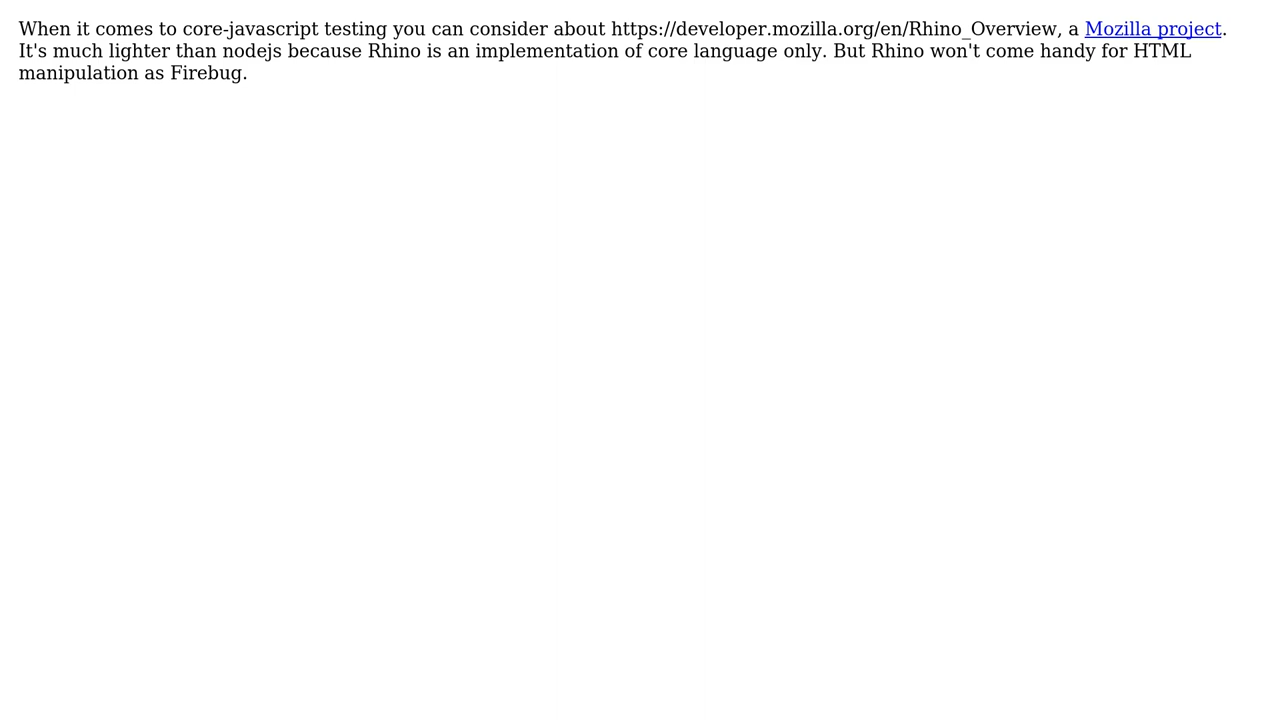 When it comes to core-javascript testing you can consider about https://developer.mozilla.org/en/Rhino_Overview, a Mozilla project.
It's much lighter than nodejs because Rhino is an implementation of core language only. But Rhino won't come handy for HTML
manipulation as Firebug.